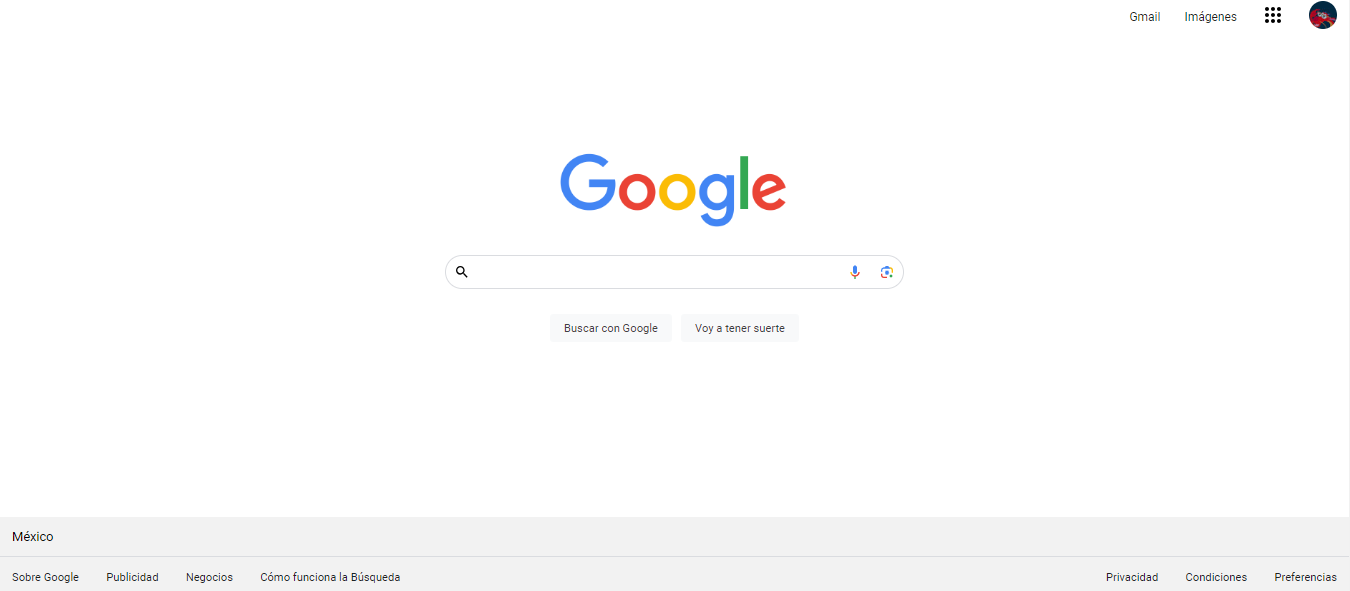 Gmail Imágenes
Google
Buscar con Google Voy a tener suerte
México
Sobre Google Publicidad Negocios Cómo funciona la Búsqueda Privacidad Condiciones Preferencias